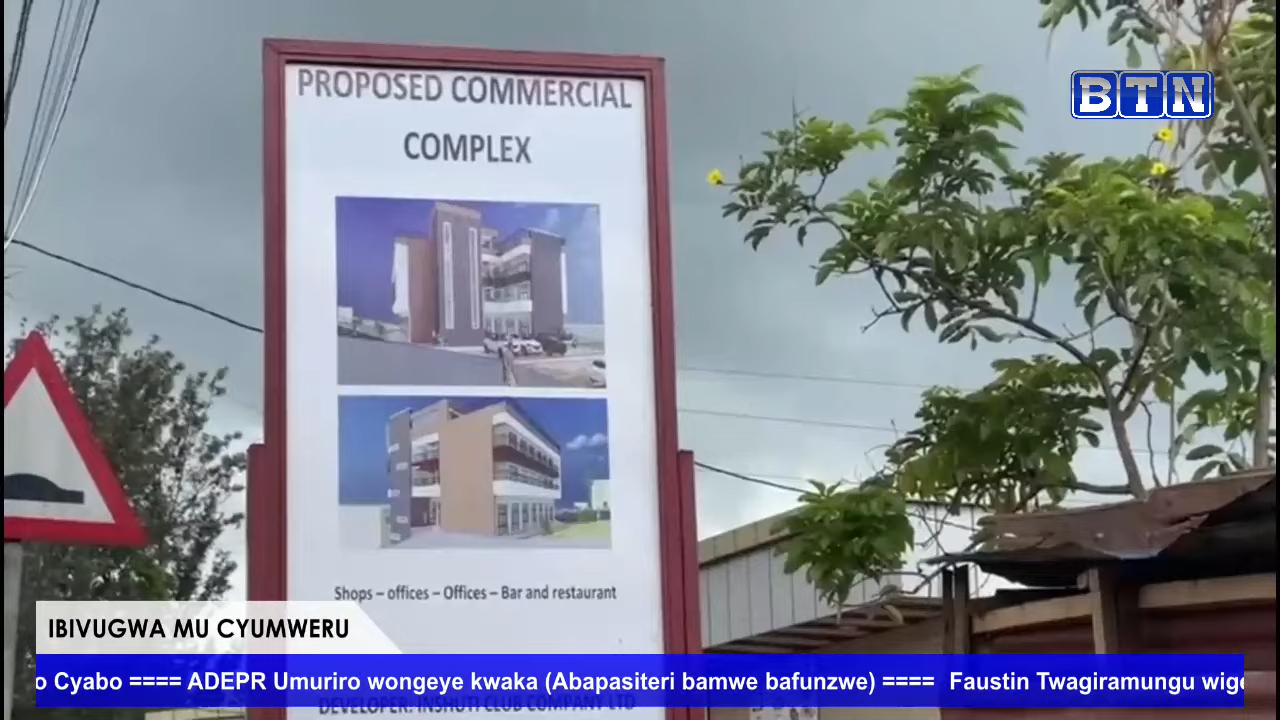 PROPOSED COMMERCIAL
COMPLEX
BTN
Shops – offices – Offices – Bar and restaurant
IBIVUGWA MU CYUMWERU
o Cyabo ==== ADEPR Umuriro wongeye kwaka (Abapasiteri bamwe bafunzwe) ==== Faustin Twagiramungu wige
DEVELOPER: INSHUTI CLUB COMPANY LTD